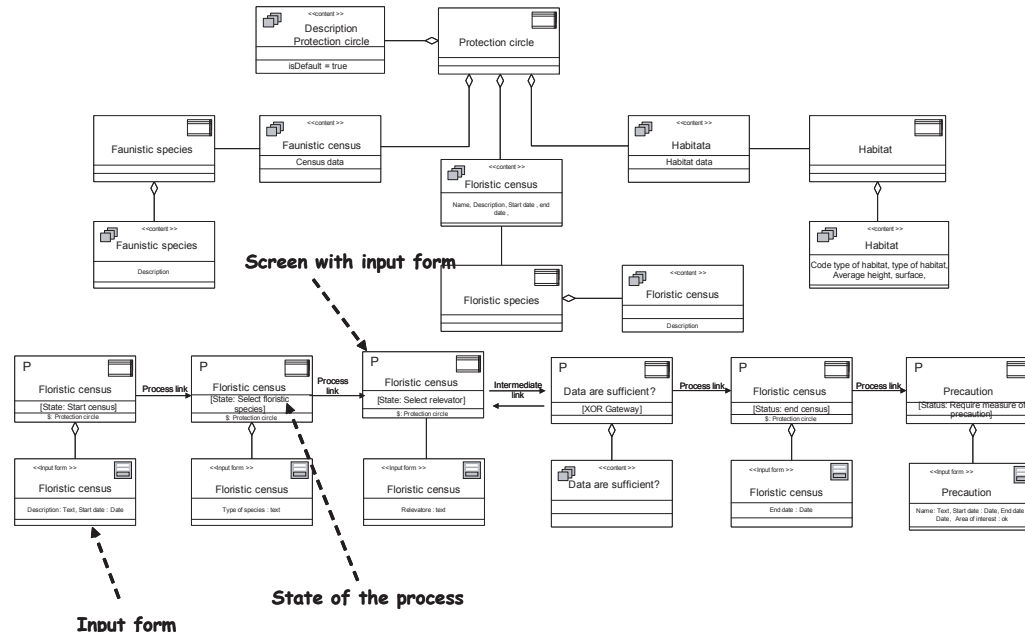 <<content >>
Description
Protection circle
isDefault = true
Protection circle
Faunistic species
<<content >>
Faunistic census
Census data
<<content >>
Habitata
Habitat data
Habitat
<<content >>
Floristic census
Name, Description, Start date , end
date ,
<<content >>
Faunistic species
Description
<<content >>
Habitat
Code type of habitat, type of habitat,
Average height, surface,
Screen with input form
Floristic species
<<content >>
Floristic census
Description
P
Floristic census
[State: Start census]
$: Protection circle
Process link
P
Floristic census
[State: Select floristic
species]
$: Protection circle
Process
link
P
Floristic census
[State: Select relevator]
$: Protection circle
Intermediate
link
P
Data are sufficient?
[XOR Gateway]
Process link
P
Floristic census
[Status: end census]
$: Protection circle
Process link
P
Precaution
[Status: Require measure of
precaution]
<<Input form >>
Floristic census
Description: Text, Start date : Date
<<Input form >>
Floristic census
Type of species : text
<<Input form >>
Floristic census
Relevatore : text
<<content >>
Data are sufficient?
<<Input form >>
Floristic census
End date : Date
<<Input form >>
Precaution
Name: Text, Start date : Date, End date
Date, Area of interest : ok
State of the process
Input form